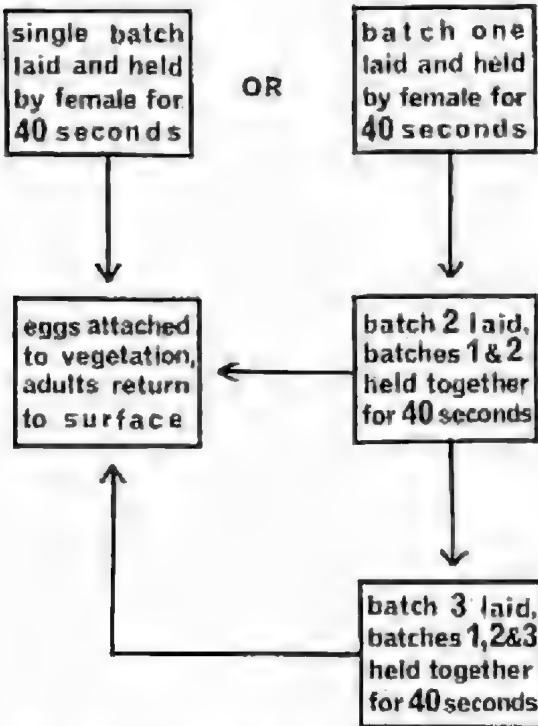 single batch
laid and held
by female for
40 seconds
OR
batch one
laid and held
by female for
40 seconds
eggs attached
to vegetation,
adults return
to surface
batch 2 laid,
batches 1 & 2
held together
for 40 seconds
batch 3 laid,
batches 1,2&3
held together
for 40 seconds